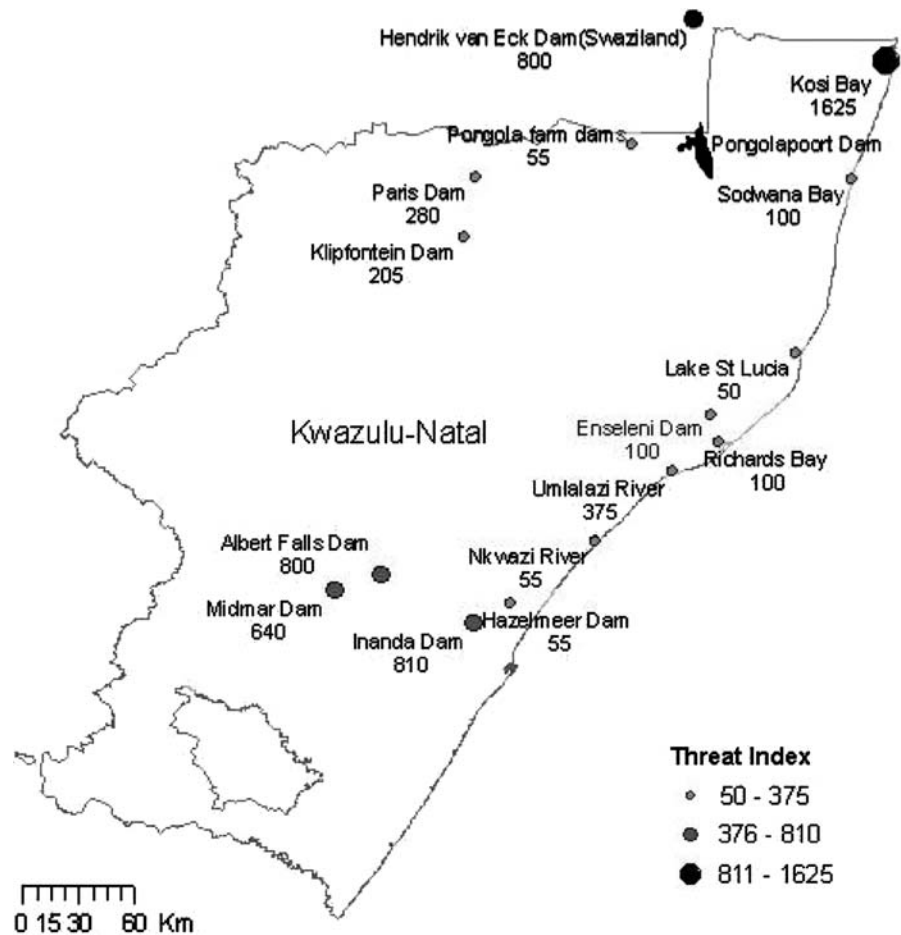 Hendrik van Eck Dam(Swaziland)
800
Kosi Bay
1625
Pongola farm dams
55
Pongolapoort Dam
Paris Dam
280
Sodwana Bay
100
Klipfontein Dam
205
Lake St Lucia
50
Kwazulu-Natal
Enseleni Dam
100
Richards Bay
100
Umlalazi River
375
Albert Falls Dam
800
Nkwazi River
55
Midmar Dam
640
Hazelmeer Dam
55
Inanda Dam
810
Threat Index
50 - 375
376 - 810
811 - 1625
0 15 30 60 Km